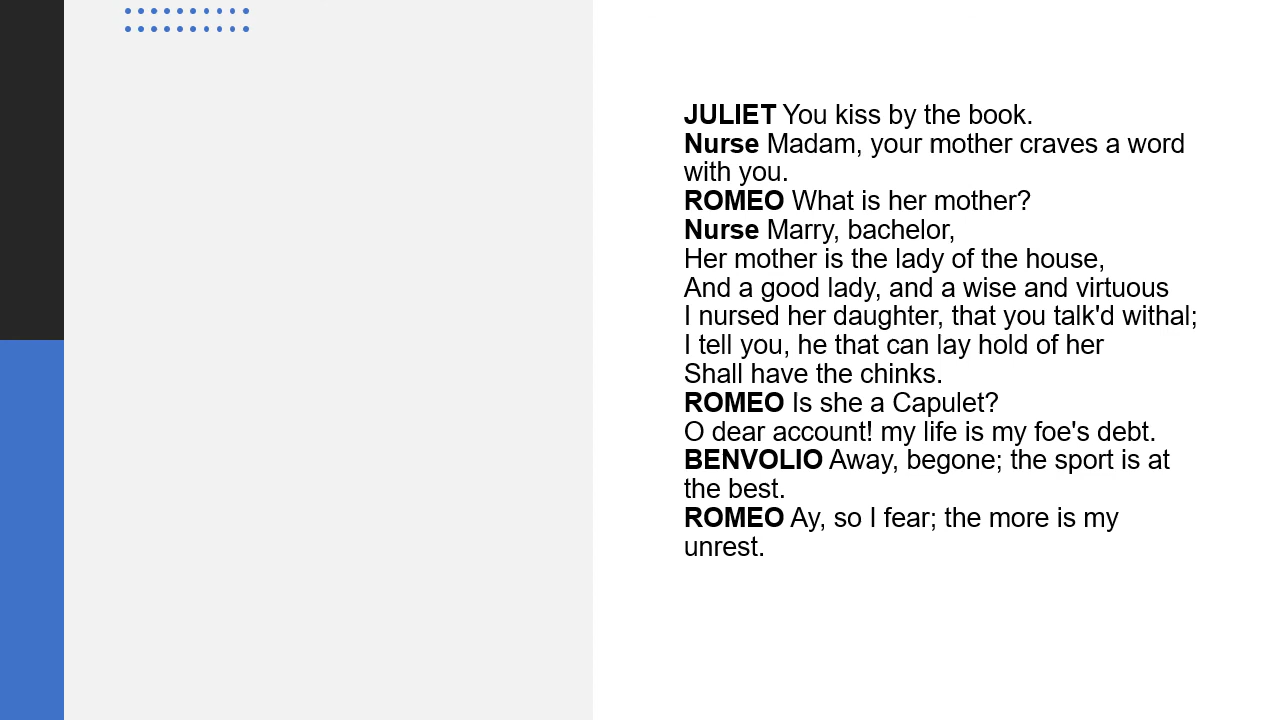 JULIET You kiss by the book.
Nurse Madam, your mother craves a word
with you.
ROMEO What is her mother?
Nurse Marry, bachelor,
Her mother is the lady of the house,
And a good lady, and a wise and virtuous
I nursed her daughter, that you talk'd withal;
I tell you, he that can lay hold of her
Shall have the chinks.
ROMEO Is she a Capulet?
O dear account! my life is my foe's debt.
BENVOLIO Away, begone; the sport is at
the best.
ROMEO Ay, so I fear; the more is my
unrest.